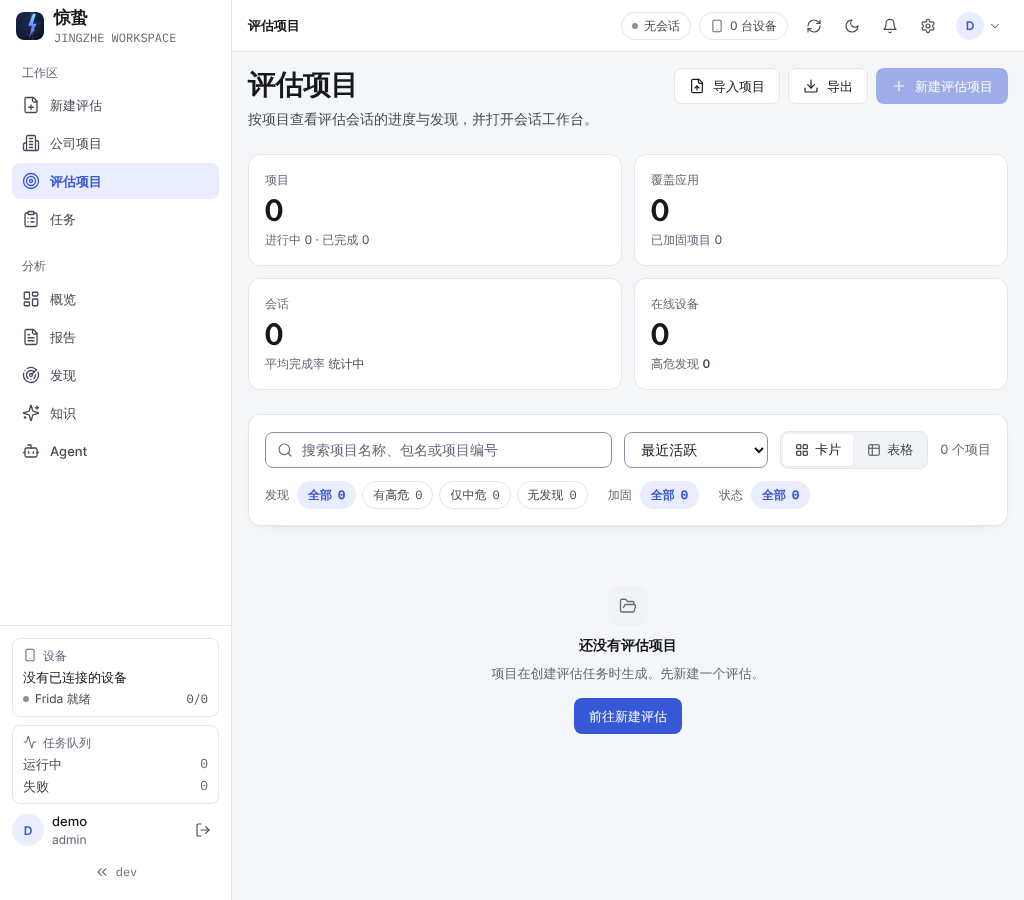 惊蛰
JINGZHE WORKSPACE
工作区
新建评估
公司项目
评估项目
任务
分析
概览
报告
发现
知识
Agent
设备
没有已连接的设备
Frida 就绪 0/0
任务队列
运行中 0
失败 0
D
demo
admin
dev
评估项目
无会话
0 台设备
D
评估项目
导入项目
导出
新建评估项目
按项目查看评估会话的进度与发现，并打开会话工作台。
项目
0
进行中 0 · 已完成 0
覆盖应用
0
已加固项目 0
会话
0
平均完成率 统计中
在线设备
0
高危发现 0
搜索项目名称、包名或项目编号
最近活跃
卡片
表格
0 个项目
发现 全部 0 有高危 0 仅中危 0 无发现 0 加固 全部 0 状态 全部 0
还没有评估项目
项目在创建评估任务时生成。先新建一个评估。
前往新建评估